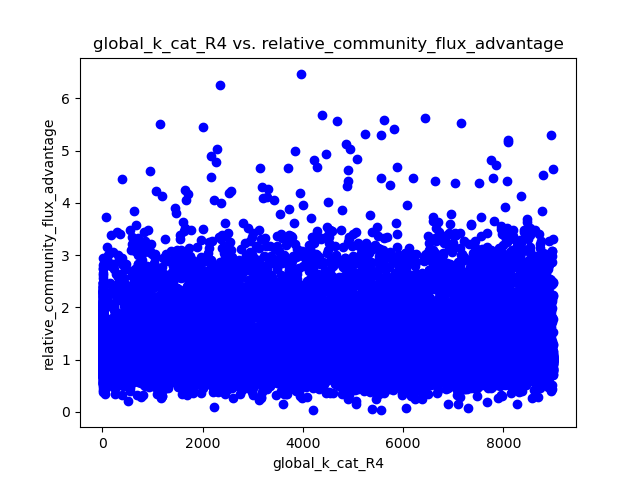 global_k_cat_R4 vs. relative_community_flux_advantage
relative_community_flux_advantage
6
5
4
3
2
1
0
0 2000 4000 6000 8000
global_k_cat_R4